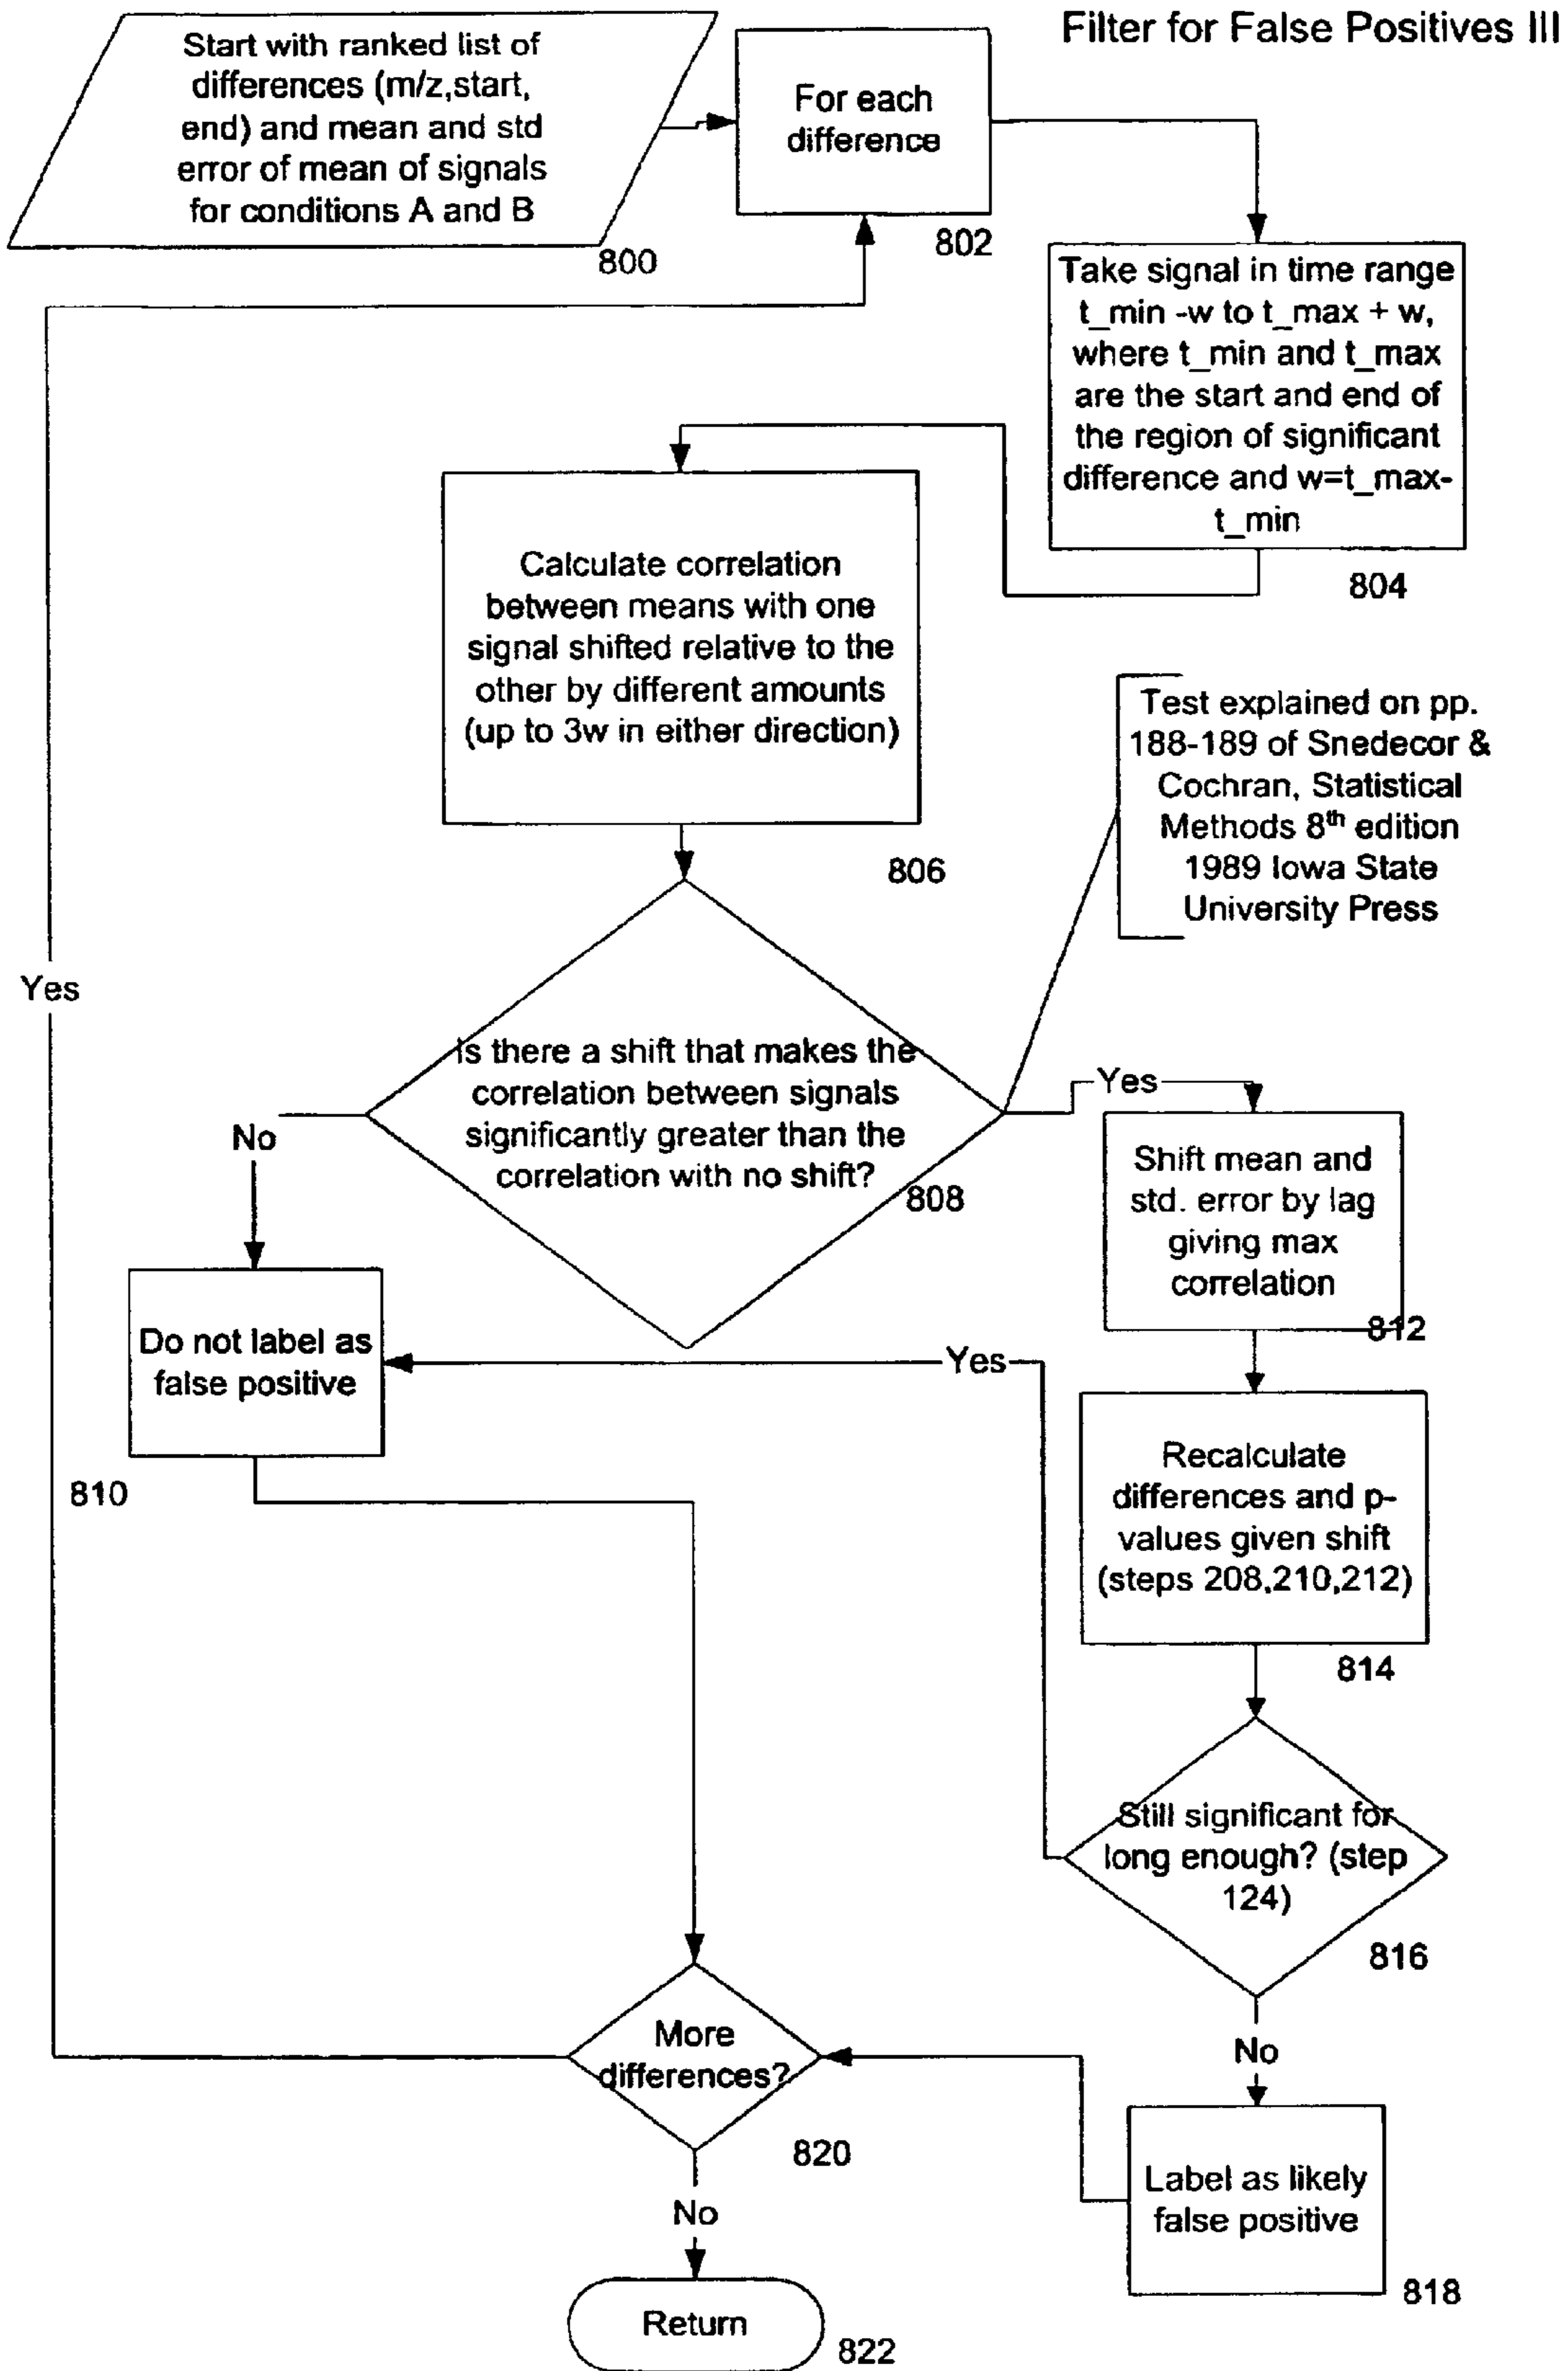 Filter for False Positives III
Start with ranked list of
differences (m/z,start,
end) and mean and std
error of mean of signals
for conditions A and B
800
For each
difference
802
Take signal in time range
t_min -w to t_max + w,
where t_min and t_max
are the start and end of
the region of significant
difference and w=t_max-
t_min
804
Calculate correlation
between means with one
signal shifted relative to the
other by different amounts
(up to 3w in either direction)
806
Test explained on pp.
188-189 of Snedecor &
Cochran, Statistical
Methods 8th edition
1989 Iowa State
University Press
Yes
Is there a shift that makes the
correlation between signals
significantly greater than the
correlation with no shift?
808
No
Yes
Shift mean and
std. error by lag
giving max
correlation
812
Do not label as
false positive
810
Yes
Recalculate
differences and p-
values given shift
(steps 208,210,212)
814
Still significant for
long enough? (step
124)
816
No
More
differences?
820
Label as likely
false positive
818
No
Return
822